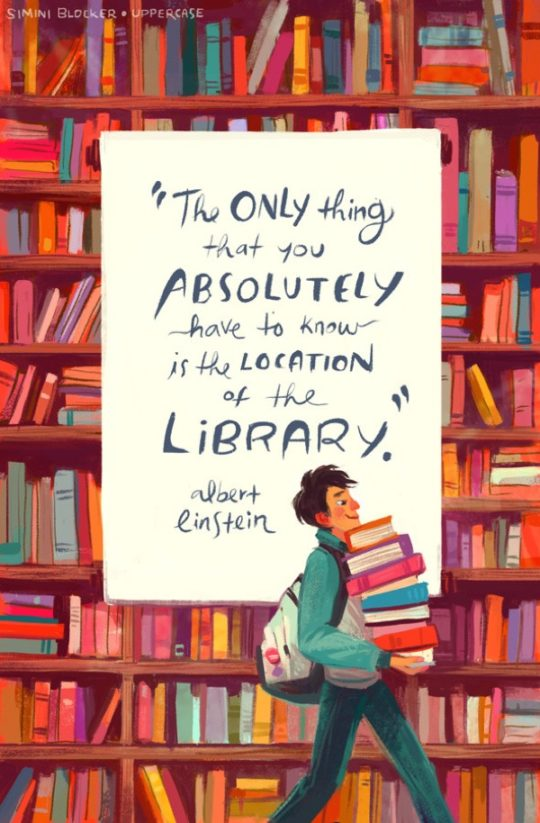 SIMINI BLOCKER • UPPERCASE
"The ONLY thing
that you
ABSOLUTELY
have to know
is the LOCATION
of the
LiBRARY."
albert
einstein